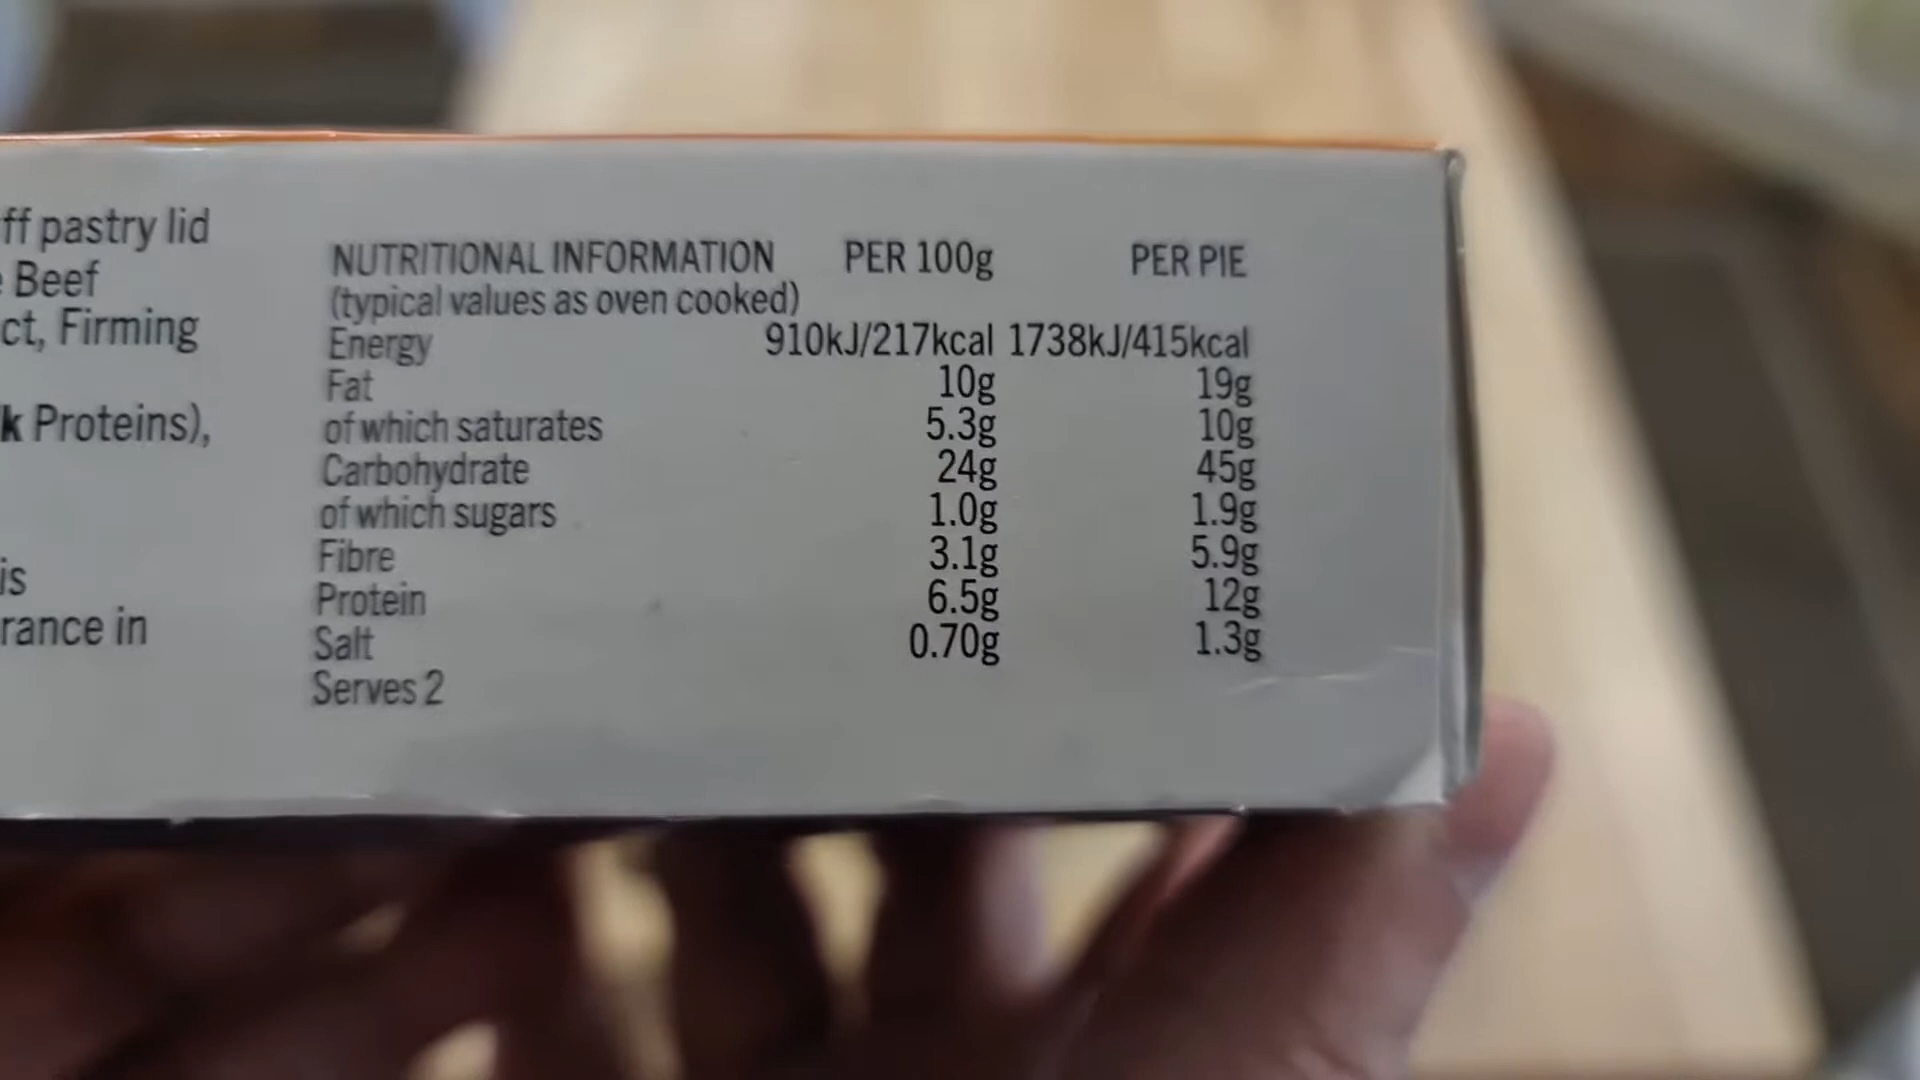 ff pastry lid
Beef
ct, Firming
k Proteins),
is
rance in
NUTRITIONAL INFORMATION PER 100g PER PIE
(typical values as oven cooked)
Energy 910kJ/217kcal 1738kJ/415kcal
Fat 10g 19g
of which saturates 5.3g 10g
Carbohydrate 24g 45g
of which sugars 1.0g 1.9g
Fibre 3.1g 5.9g
Protein 6.5g 12g
Salt 0.70g 1.3g
Serves 2